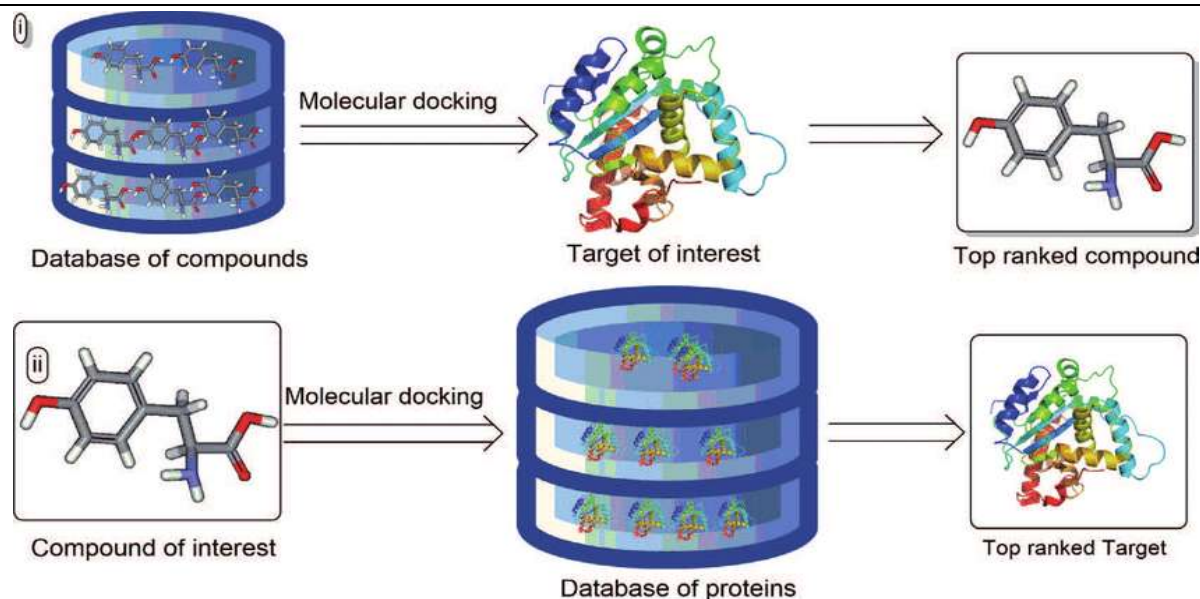 i
Molecular docking
Database of compounds
Target of interest
Top ranked compound
ii
Molecular docking
Compound of interest
Database of proteins
Top ranked Target